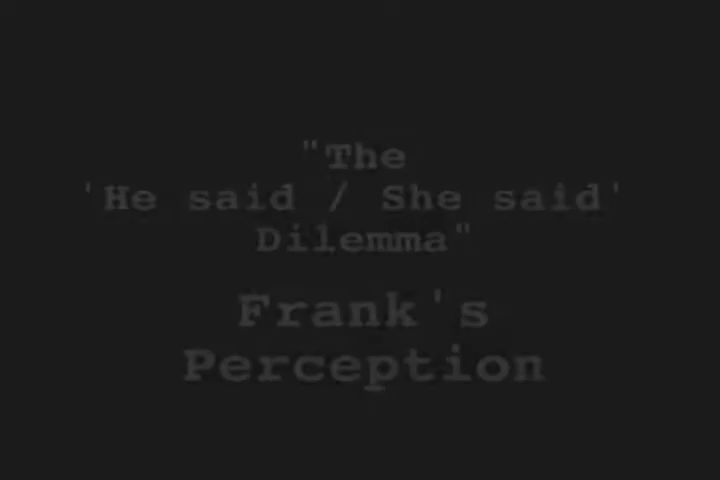 "The
'He said / She said'
Dilemma"
Frank's
Perception